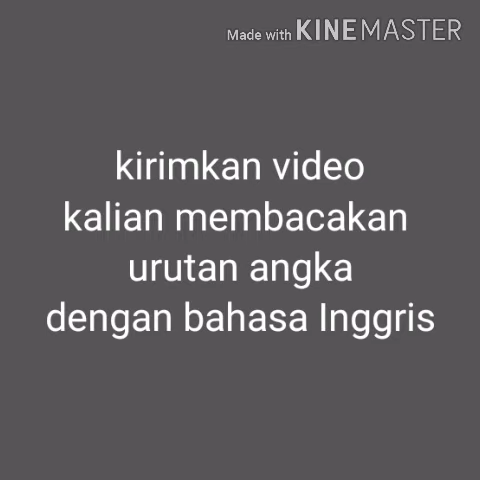 Made with KINEMASTER
kirimkan video
kalian membacakan
urutan angka
dengan bahasa Inggris